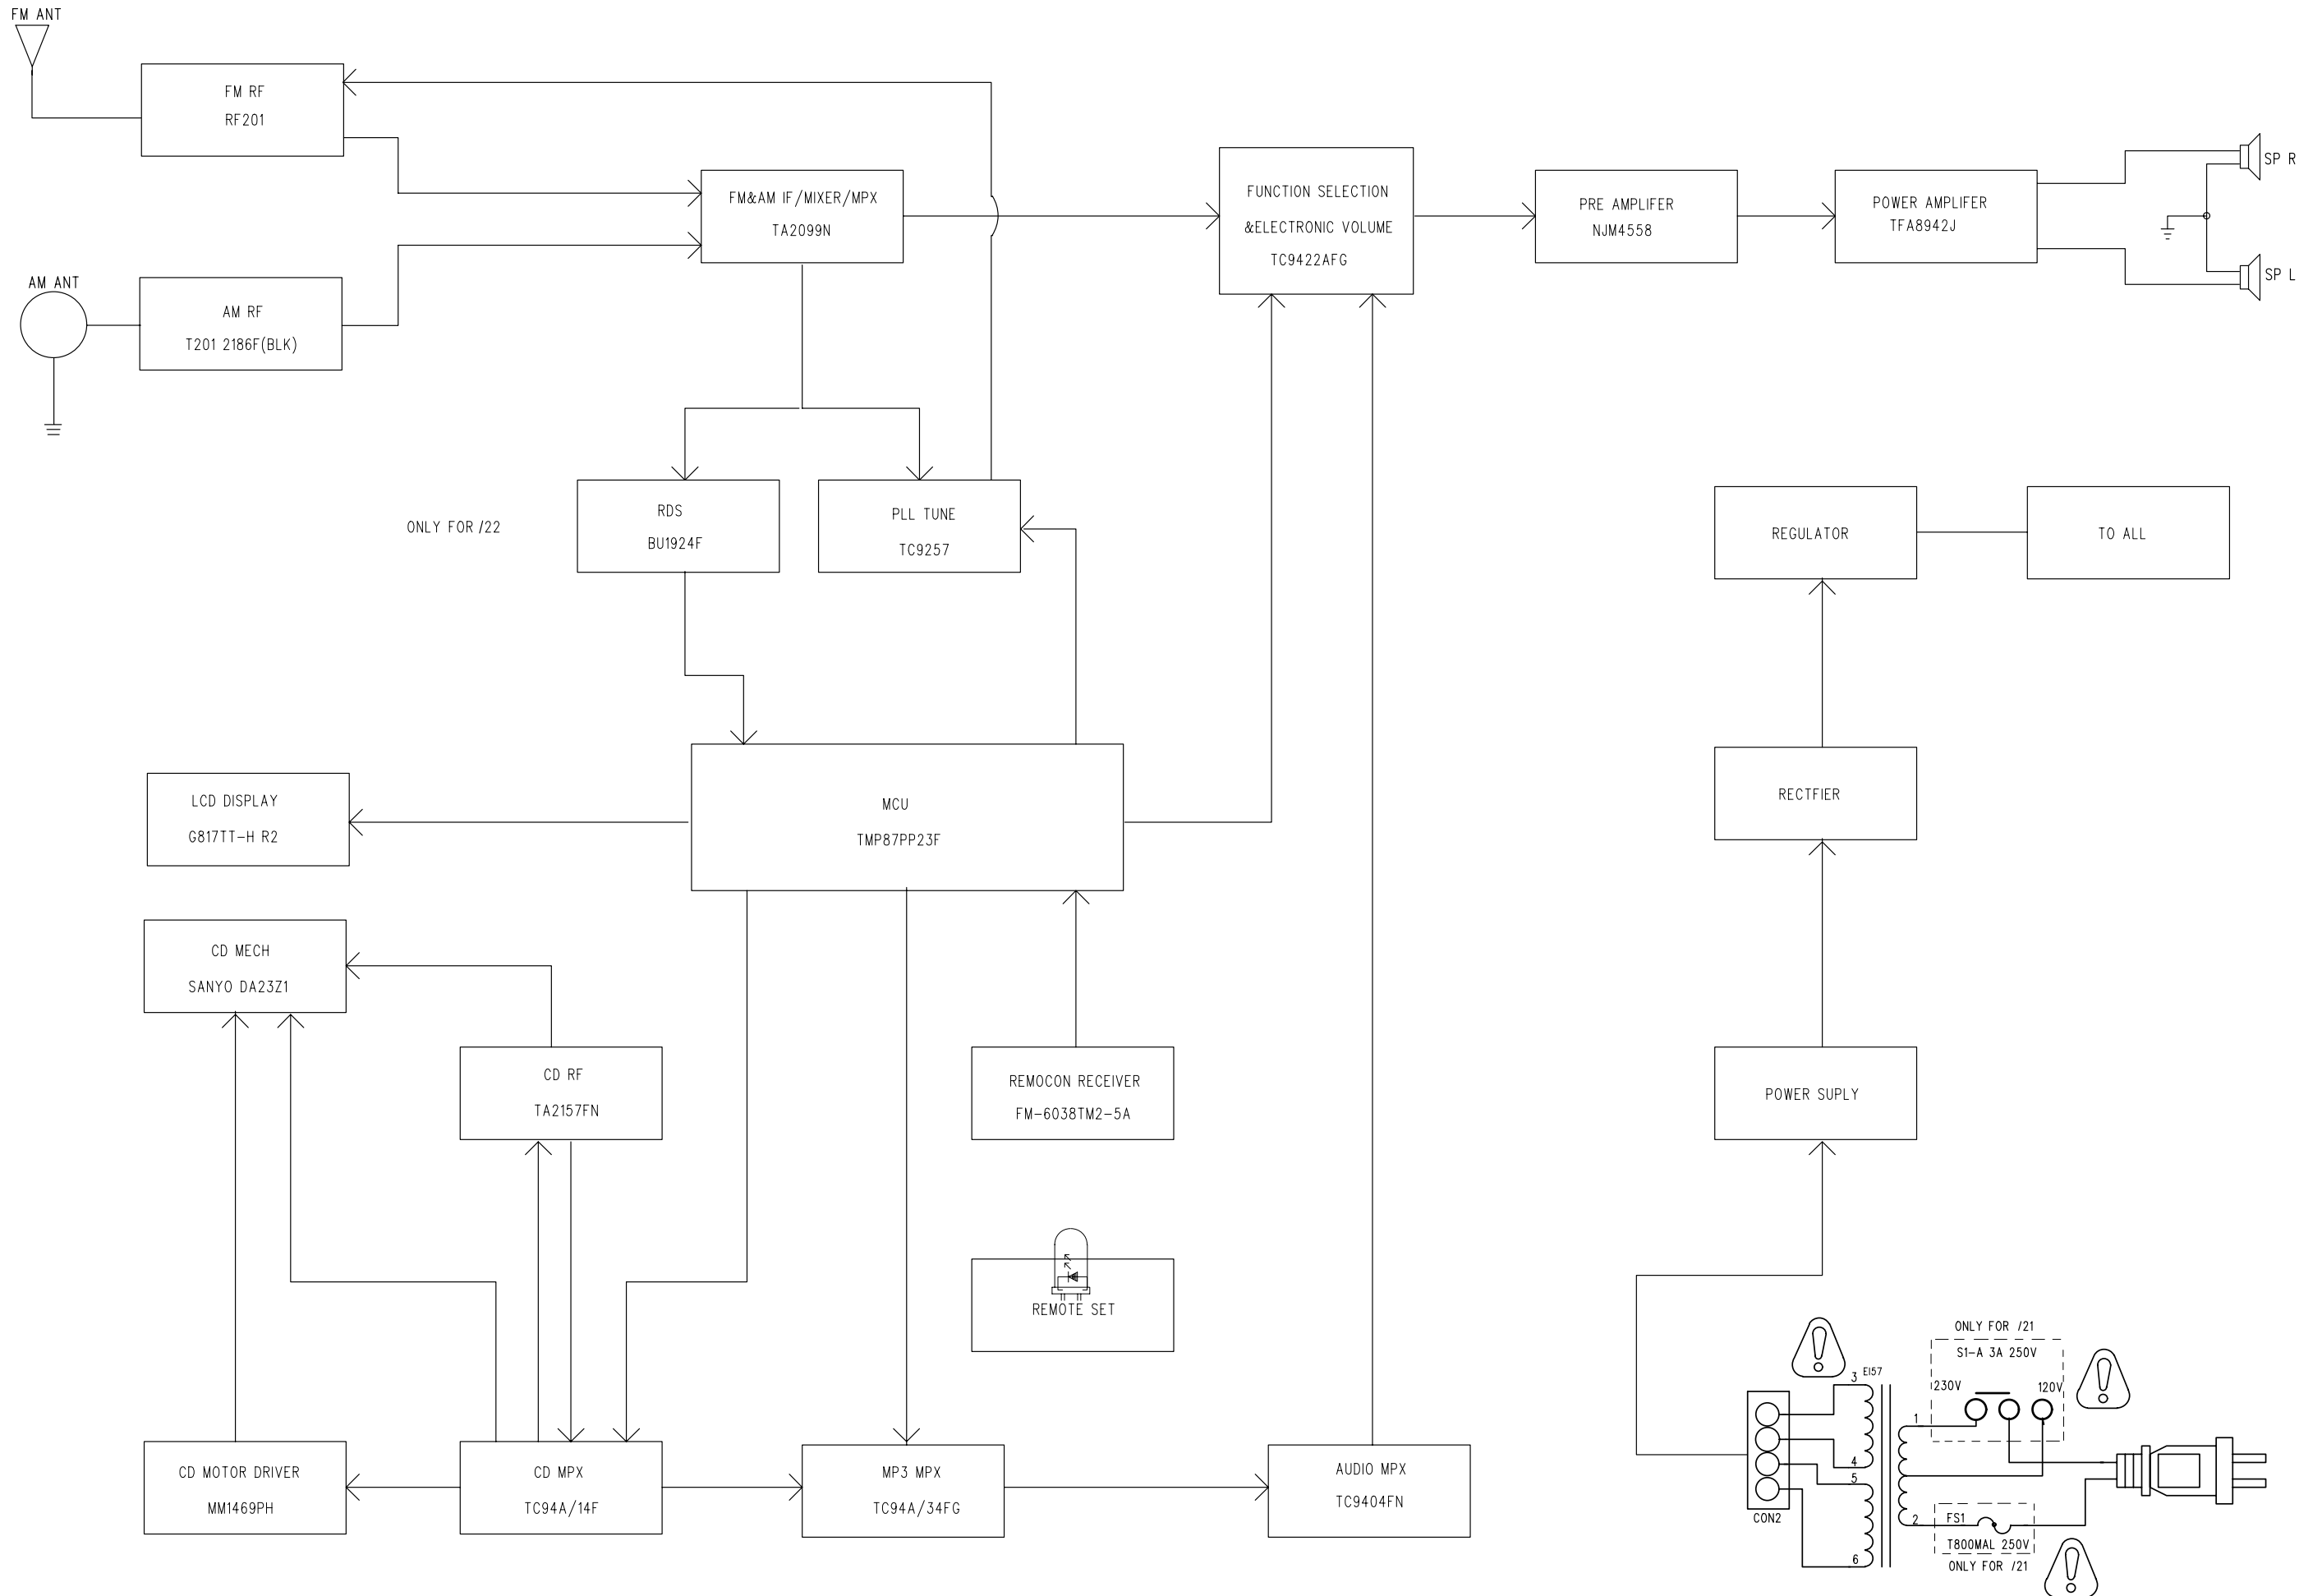 FM ANT
FM RF
RF201
AM ANT
AM RF
T201 2186F(BLK)
FM&AM IF/MIXER/MPX
TA2099N
FUNCTION SELECTION
&ELECTRONIC VOLUME
TC9422AFG
PRE AMPLIFER
NJM4558
POWER AMPLIFER
TFA8942J
SP R
SP L
ONLY FOR /22
RDS
BU1924F
PLL TUNE
TC9257
REGULATOR
TO ALL
LCD DISPLAY
G817TT-H R2
MCU
TMP87PP23F
RECTFIER
CD MECH
SANYO DA23Z1
CD RF
TA2157FN
REMOCON RECEIVER
FM-6038TM2-5A
POWER SUPLY
REMOTE SET
CD MOTOR DRIVER
MM1469PH
CD MPX
TC94A/14F
MP3 MPX
TC94A/34FG
AUDIO MPX
TC9404FN
ONLY FOR /21
S1-A 3A 250V
230V
120V
3
EI57
4
5
6
1
2
CON2
FS1
T800MAL 250V
ONLY FOR /21